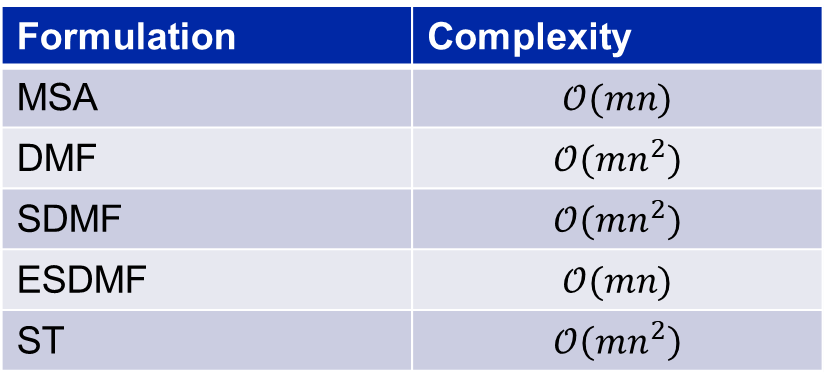 Formulation Complexity
MSA 𝒪(𝑚𝑛)
DMF 𝒪(𝑚𝑛²)
SDMF 𝒪(𝑚𝑛²)
ESDMF 𝒪(𝑚𝑛)
ST 𝒪(𝑚𝑛²)